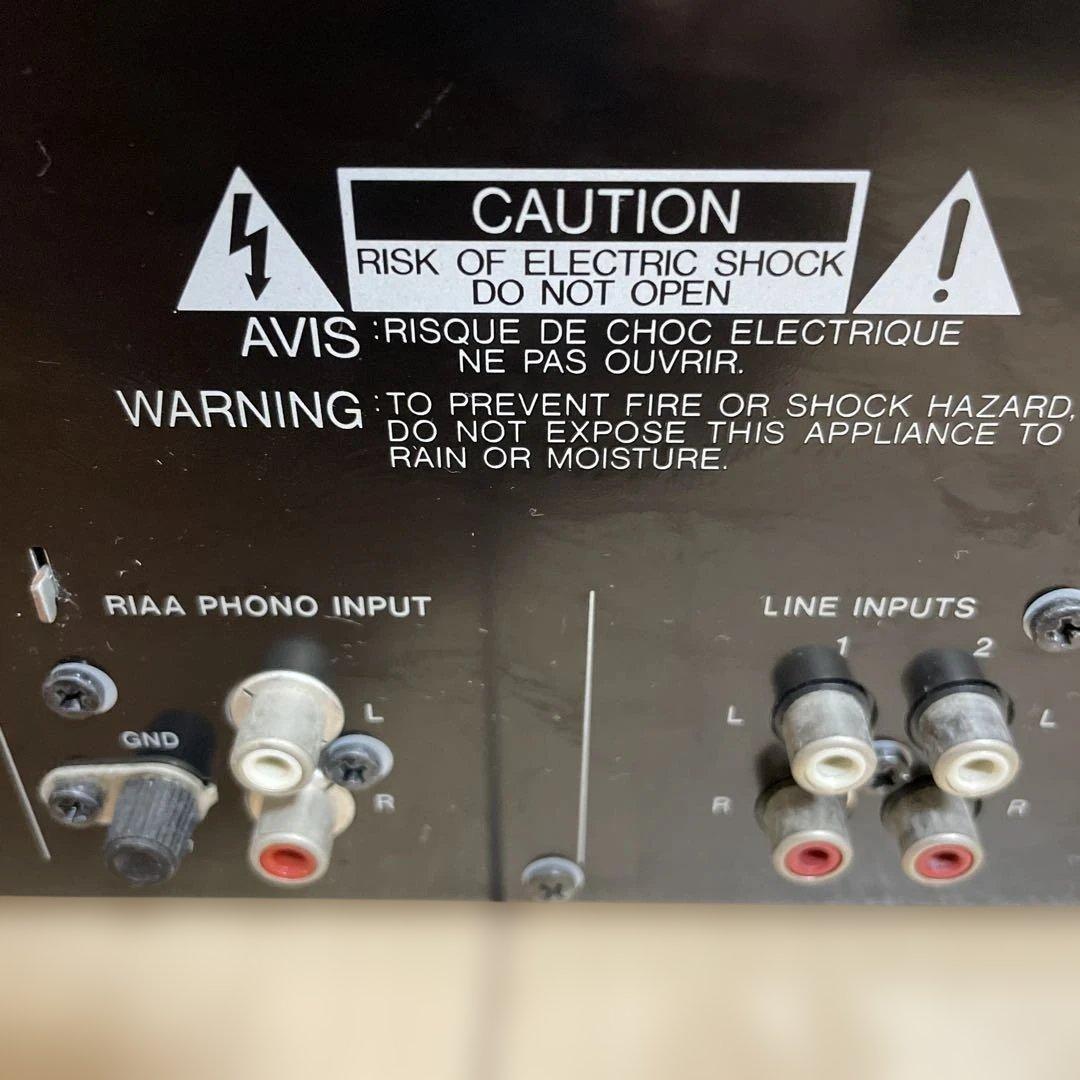 CAUTION
RISK OF ELECTRIC SHOCK
DO NOT OPEN
AVIS :RISQUE DE CHOC ELECTRIQUE
NE PAS OUVRIR.
WARNING :TO PREVENT FIRE OR SHOCK HAZARD,
DO NOT EXPOSE THIS APPLIANCE TO
RAIN OR MOISTURE.
RIAA PHONO INPUT
GND
L
R
LINE INPUTS
1 2
L L
R R